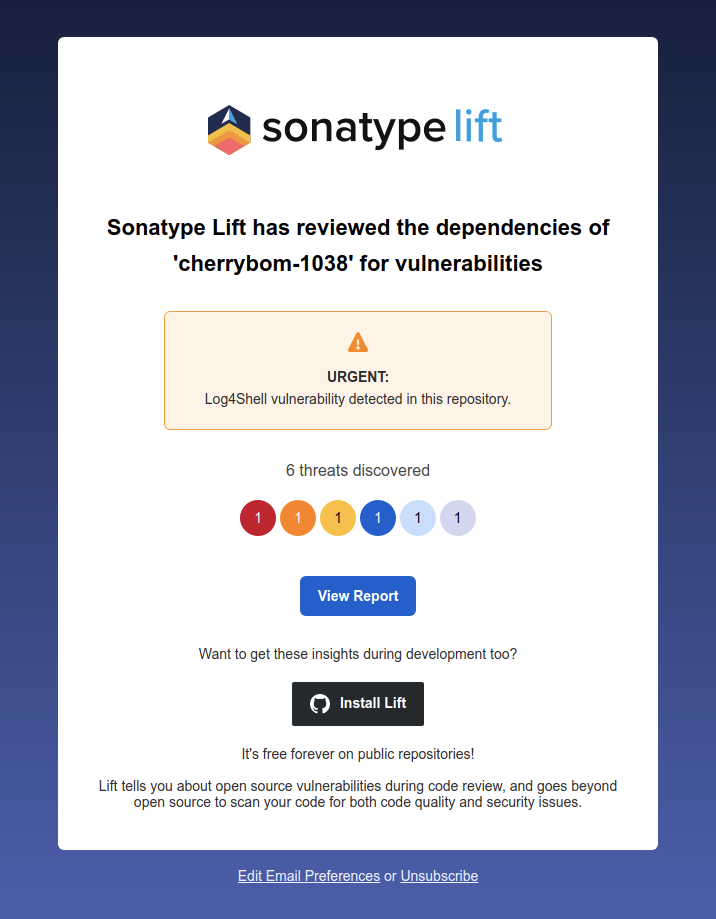 sonatype lift
Sonatype Lift has reviewed the dependencies of
'cherrybom-1038' for vulnerabilities
URGENT:
Log4Shell vulnerability detected in this repository.
6 threats discovered
1 1 1 1 1 1
View Report
Want to get these insights during development too?
Install Lift
It's free forever on public repositories!
Lift tells you about open source vulnerabilities during code review, and goes beyond
open source to scan your code for both code quality and security issues.
Edit Email Preferences or Unsubscribe